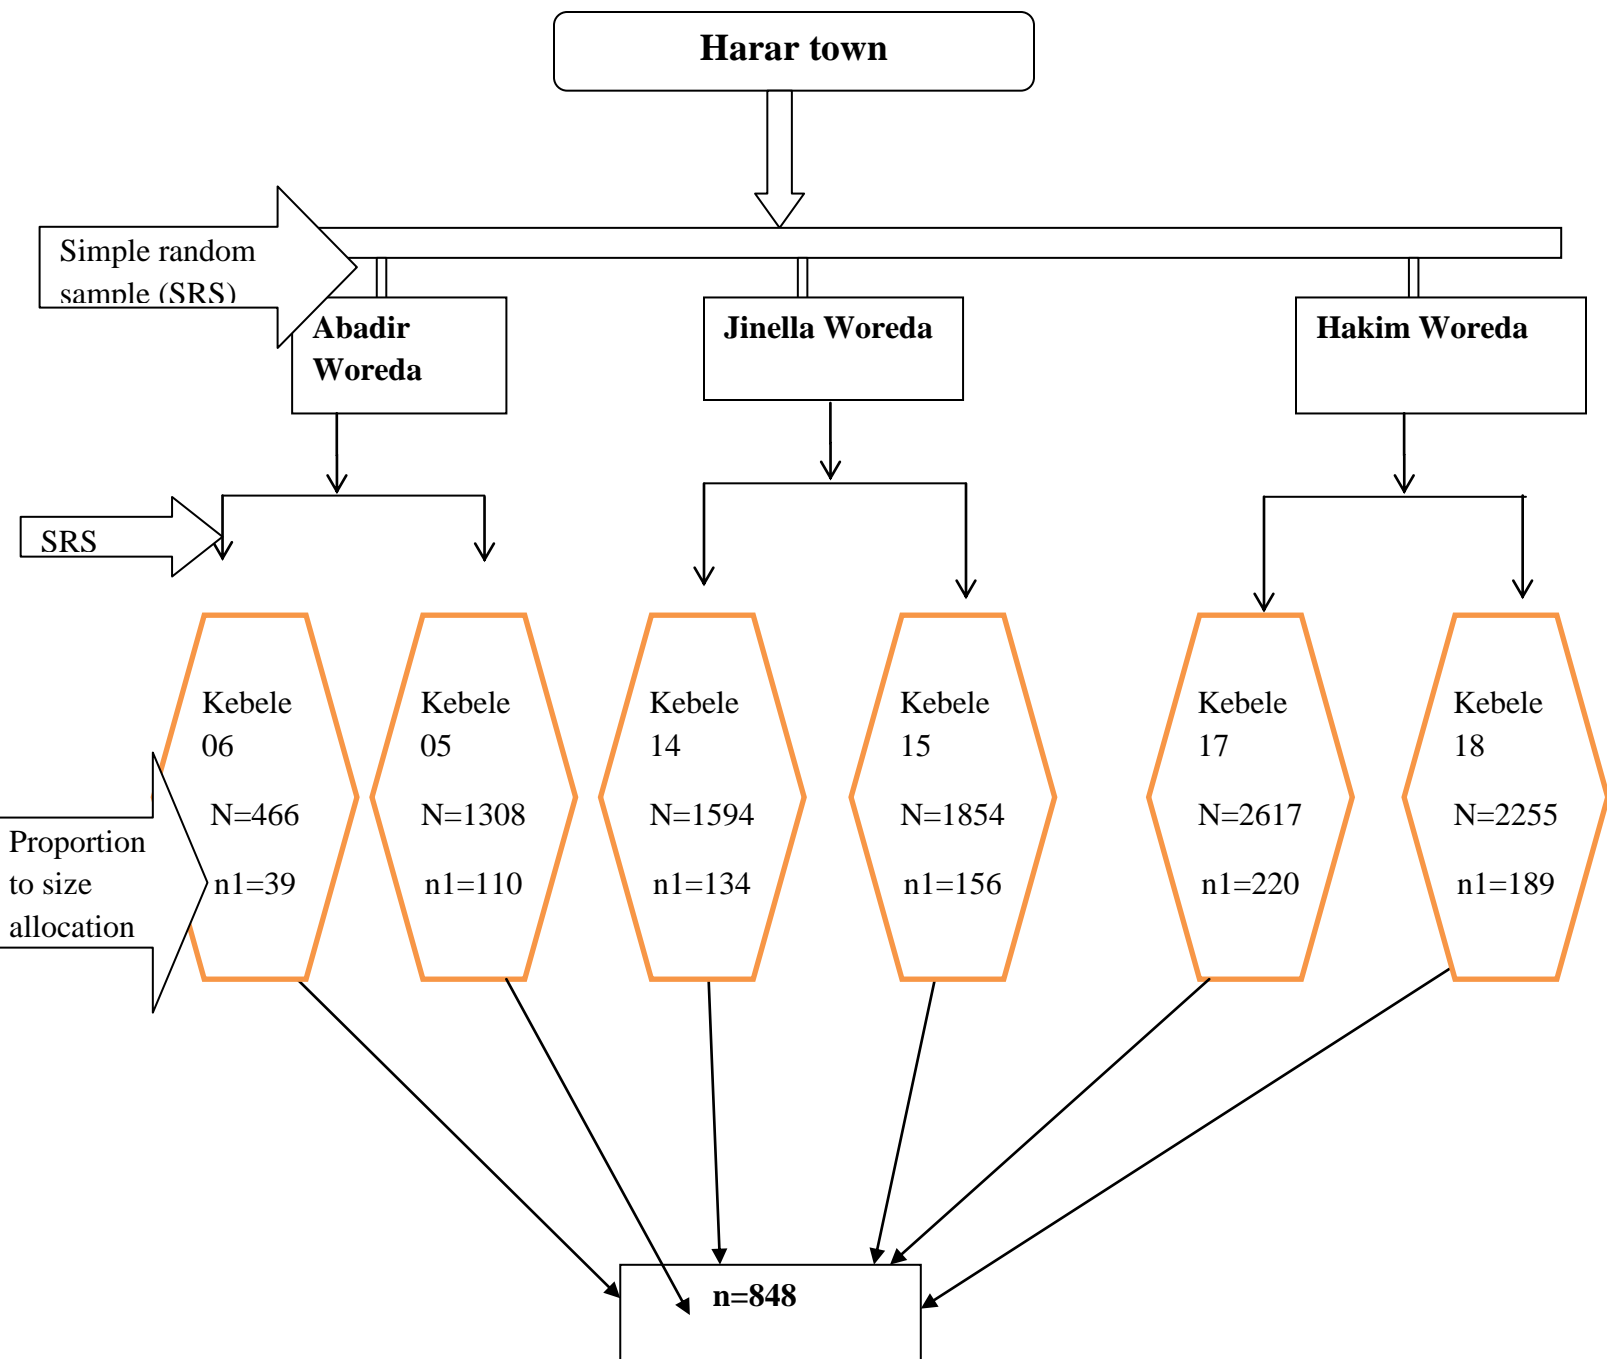 Harar town
Simple random
sample (SRS)
Abadir
Woreda
Jinella Woreda
Hakim Woreda
SRS
Kebele
06
N=466
n1=39
Kebele
05
N=1308
n1=110
Kebele
14
N=1594
n1=134
Kebele
15
N=1854
n1=156
Kebele
17
N=2617
n1=220
Kebele
18
N=2255
n1=189
Proportion
to size
allocation
n=848